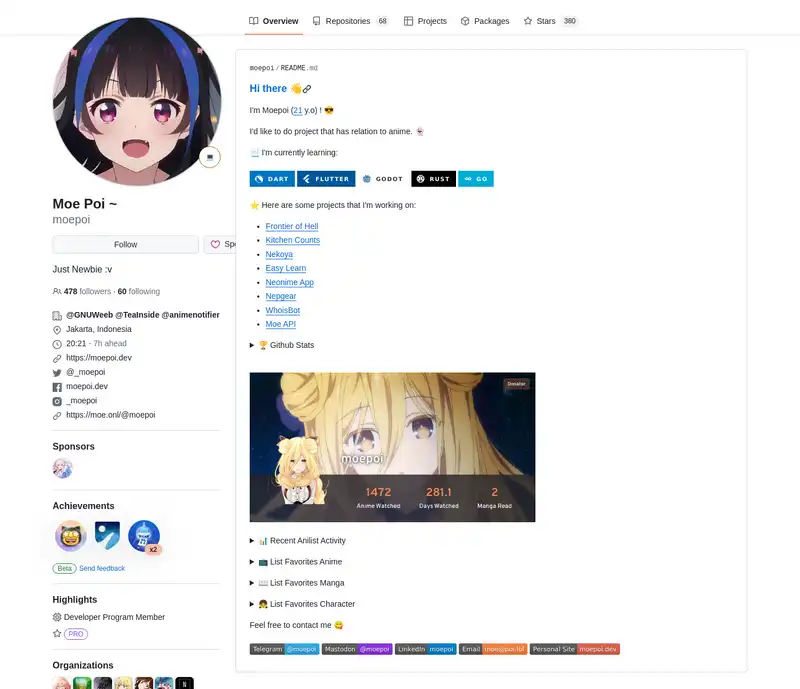 Overview Repositories 68 Projects Packages Stars 380
Moe Poi ~
moepoi
Follow
Spo
Just Newbie :v
478 followers · 60 following
@GNUWeeb @TeaInside @animenotifier
Jakarta, Indonesia
20:21 - 7h ahead
https://moepoi.dev
@_moepoi
moepoi.dev
_moepoi
https://moe.onl/@moepoi
Sponsors
Achievements
x2
Beta Send feedback
Highlights
Developer Program Member
PRO
Organizations
N
moepoi / README.md
Hi there 👋
I'm Moepoi (21 y.o) ! 😎
I'd like to do project that has relation to anime. 👻
📃 I'm currently learning:
DART FLUTTER GODOT RUST GO
⭐ Here are some projects that I'm working on:
• Frontier of Hell
• Kitchen Counts
• Nekoya
• Easy Learn
• Neonime App
• Nepgear
• WhoisBot
• Moe API
▶ 🏆 Github Stats
Donator
moepoi
1472 281.1 2
Anime Watched Days Watched Manga Read
▶ 📊 Recent Anilist Activity
▶ 📺 List Favorites Anime
▶ 📖 List Favorites Manga
▶ 👧 List Favorites Character
Feel free to contact me 😋
Telegram @moepoi Mastodon @moepoi LinkedIn moepoi Email Personal Site moepoi.dev